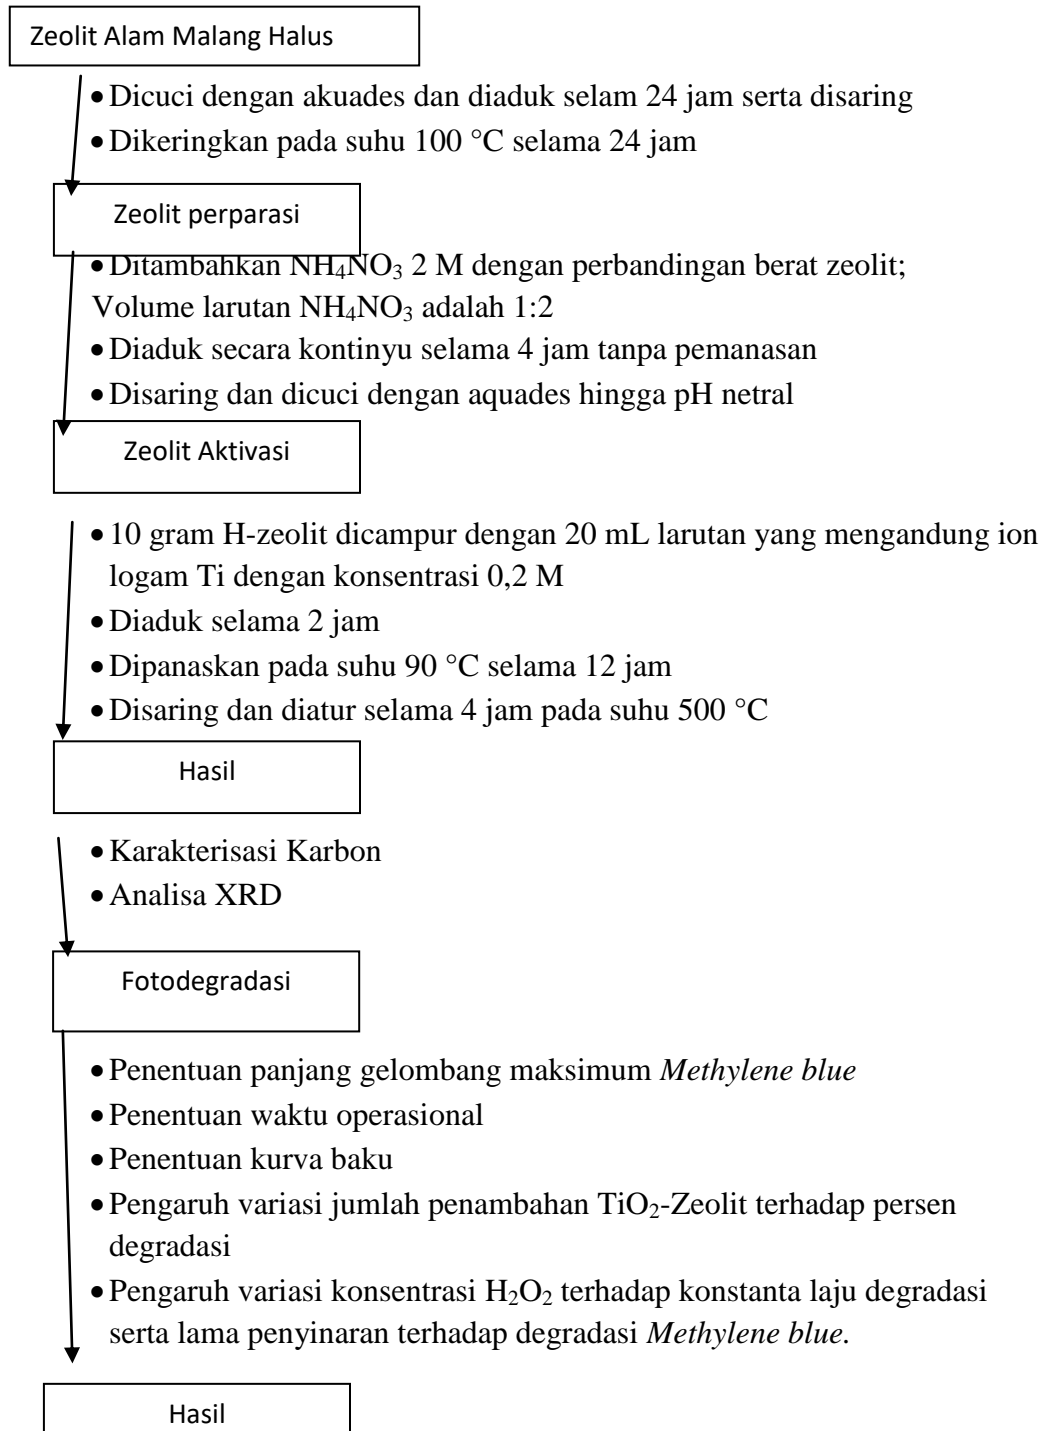 Zeolit Alam Malang Halus
• Dicuci dengan akuades dan diaduk selam 24 jam serta disaring
• Dikeringkan pada suhu 100 °C selama 24 jam
Zeolit perparasi
• Ditambahkan NH₄NO₃ 2 M dengan perbandingan berat zeolit;
Volume larutan NH₄NO₃ adalah 1:2
• Diaduk secara kontinyu selama 4 jam tanpa pemanasan
• Disaring dan dicuci dengan aquades hingga pH netral
Zeolit Aktivasi
• 10 gram H-zeolit dicampur dengan 20 mL larutan yang mengandung ion
logam Ti dengan konsentrasi 0,2 M
• Diaduk selama 2 jam
• Dipanaskan pada suhu 90 °C selama 12 jam
• Disaring dan diatur selama 4 jam pada suhu 500 °C
Hasil
• Karakterisasi Karbon
• Analisa XRD
Fotodegradasi
• Penentuan panjang gelombang maksimum Methylene blue
• Penentuan waktu operasional
• Penentuan kurva baku
• Pengaruh variasi jumlah penambahan TiO₂-Zeolit terhadap persen
degradasi
• Pengaruh variasi konsentrasi H₂O₂ terhadap konstanta laju degradasi
serta lama penyinaran terhadap degradasi Methylene blue.
Hasil